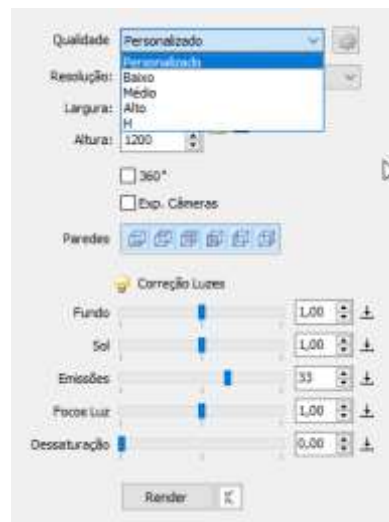 Qualidade Personalizado
Personalizado
Resolução: Baixo
Médio
Largura: Alto
H
Altura: 1200
360°
Exp. Câmeras
Paredes
Correção Luzes
Fundo 1,00
Sol 1,00
Emissões 33
Focos Luz 1,00
Dessaturação 0,00
Render